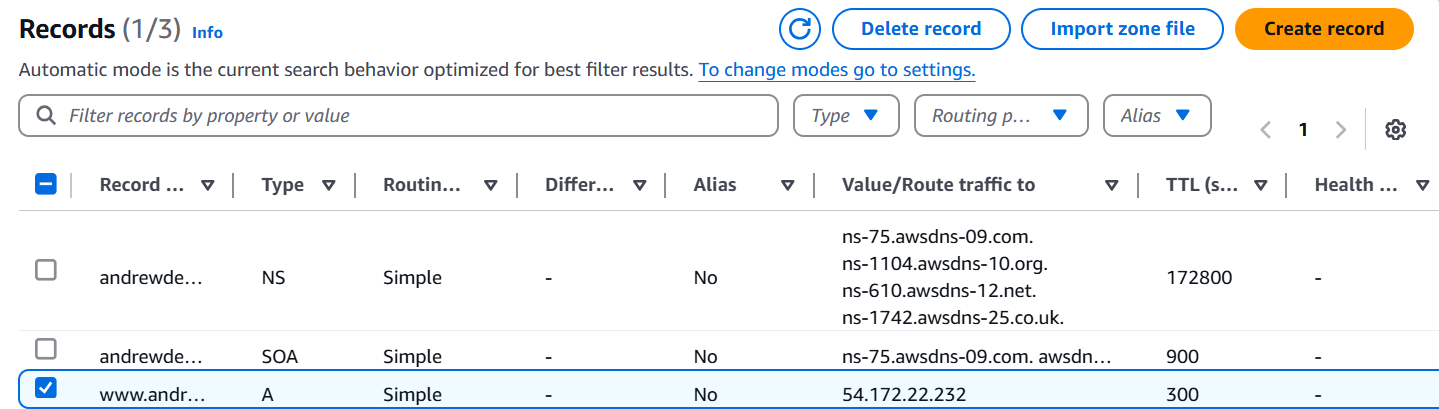 Records (1/3) Info
Delete record
Import zone file
Create record
Automatic mode is the current search behavior optimized for best filter results. To change modes go to settings.
Filter records by property or value
Type
Routing p...
Alias
1
Record ... Type Routin... Differ... Alias Value/Route traffic to TTL (s... Health ...
ns-75.awsdns-09.com.
ns-1104.awsdns-10.org.
andrewde... NS Simple - No 172800 -
ns-610.awsdns-12.net.
ns-1742.awsdns-25.co.uk.
andrewde... SOA Simple - No ns-75.awsdns-09.com. awsdn... 900 -
www.andr... A Simple - No 54.172.22.232 300 -